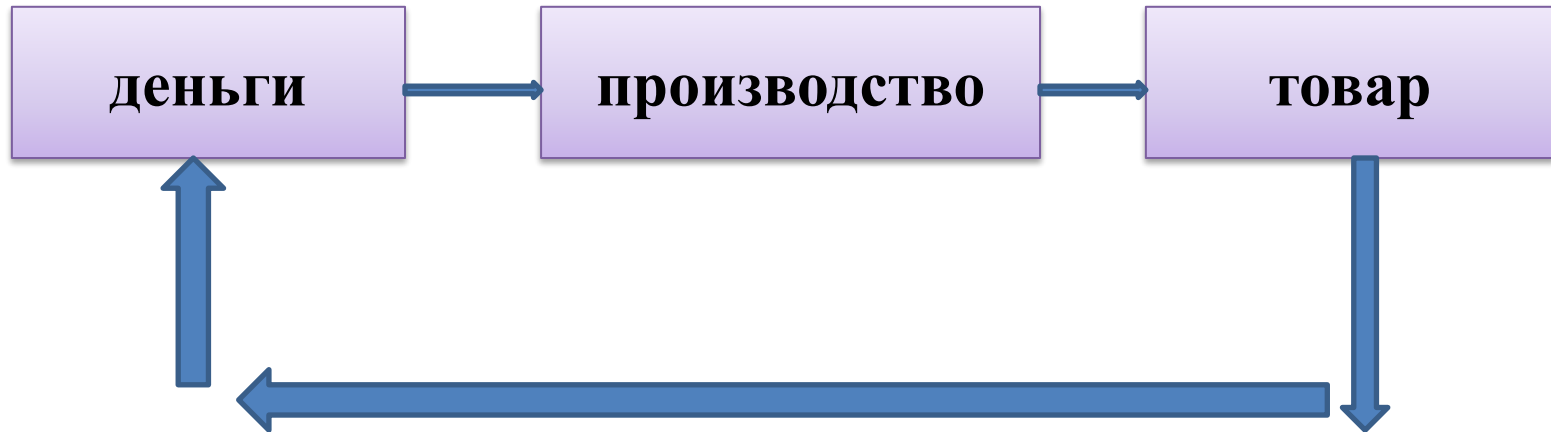 деньги
производство
товар